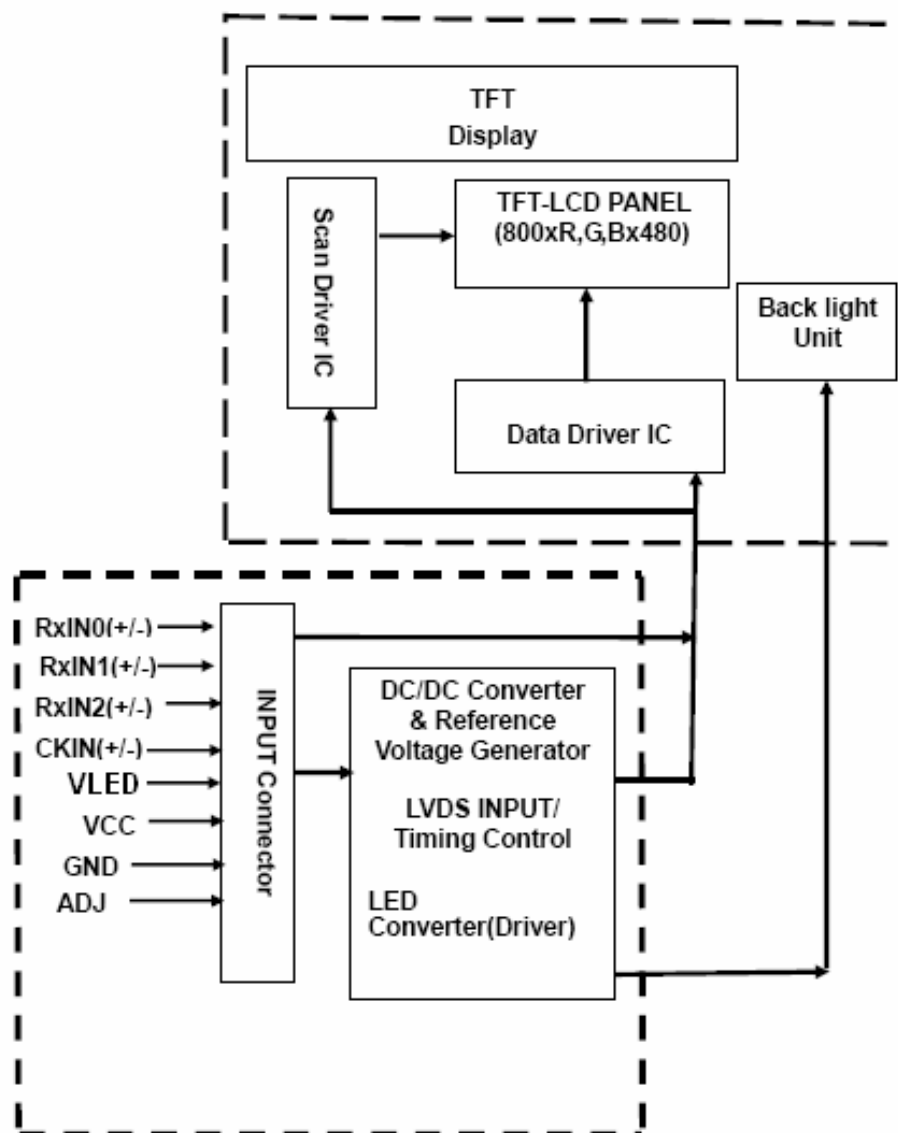 TFT
Display
Scan Driver IC
TFT-LCD PANEL
(800xR,G,Bx480)
Back light
Unit
Data Driver IC
RxIN0(+/-)
RxIN1(+/-)
RxIN2(+/-)
CKIN(+/-)
VLED
VCC
GND
ADJ
INPUT Connector
DC/DC Converter
& Reference
Voltage Generator
LVDS INPUT/
Timing Control
LED
Converter(Driver)